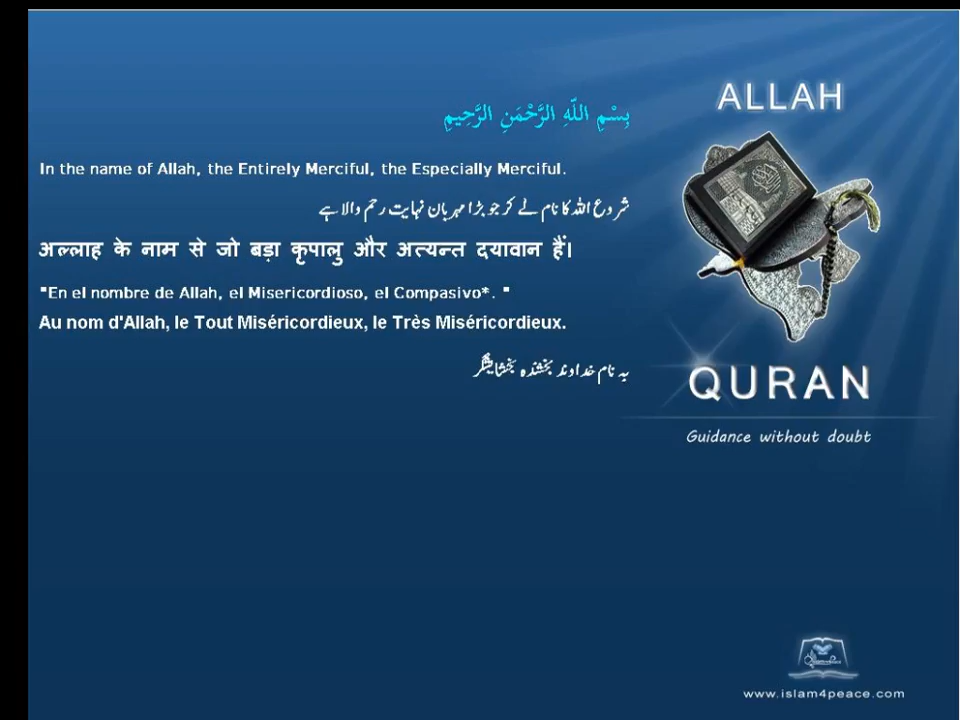 بِسْمِ اللَّهِ الرَّحْمَنِ الرَّحِيمِ
In the name of Allah, the Entirely Merciful, the Especially Merciful.
شروع الله کا نام لے کر جو بڑا مہربان نہایت رحم والا ہے
अल्लाह के नाम से जो बड़ा कृपालु और अत्यन्त दयावान हैं।
"En el nombre de Allah, el Misericordioso, el Compasivo*. "
Au nom d'Allah, le Tout Miséricordieux, le Très Miséricordieux.
به نام خداوند بخشنده بخشایشگر
ALLAH
QURAN
Guidance without doubt
www.islam4peace.com